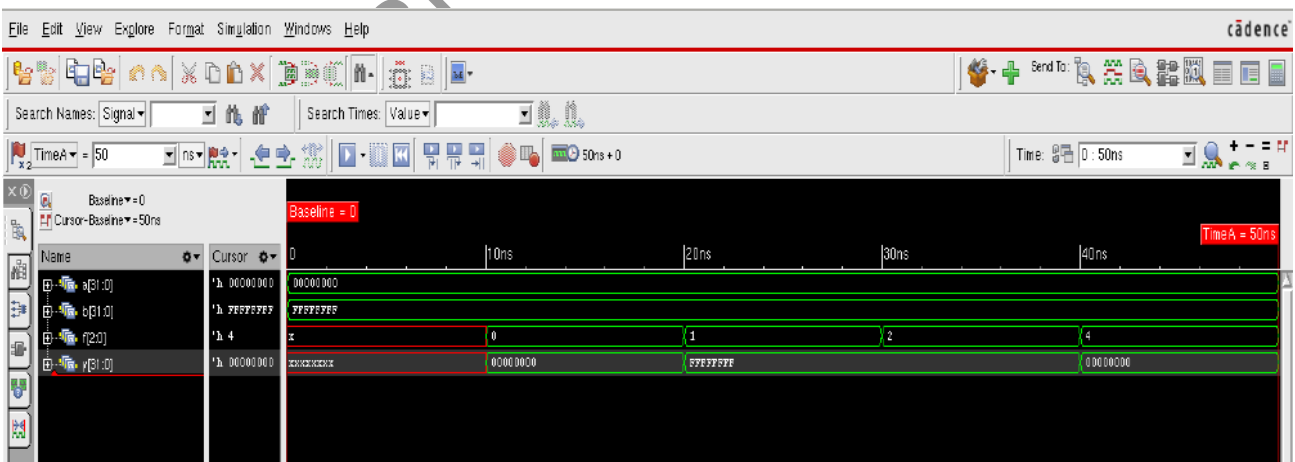 File Edit View Explore Format Simulation Windows Help cādence
Send To:
Search Names: Signal Search Times: Value
TimeA = 50 ns 50ns + 0 Time: 0 : 50ns
Baseline = 0
Cursor-Baseline = 50ns
Baseline = 0
TimeA = 50ns
Name Cursor 0 10ns 20ns 30ns 40ns
a[31:0] 'h 00000000 00000000
b[31:0] 'h FFFFFFFF FFFFFFFF
f[2:0] 'h 4 x 0 1 2 4
y[31:0] 'h 00000000 xxxxxxxx 00000000 FFFFFFFF 00000000